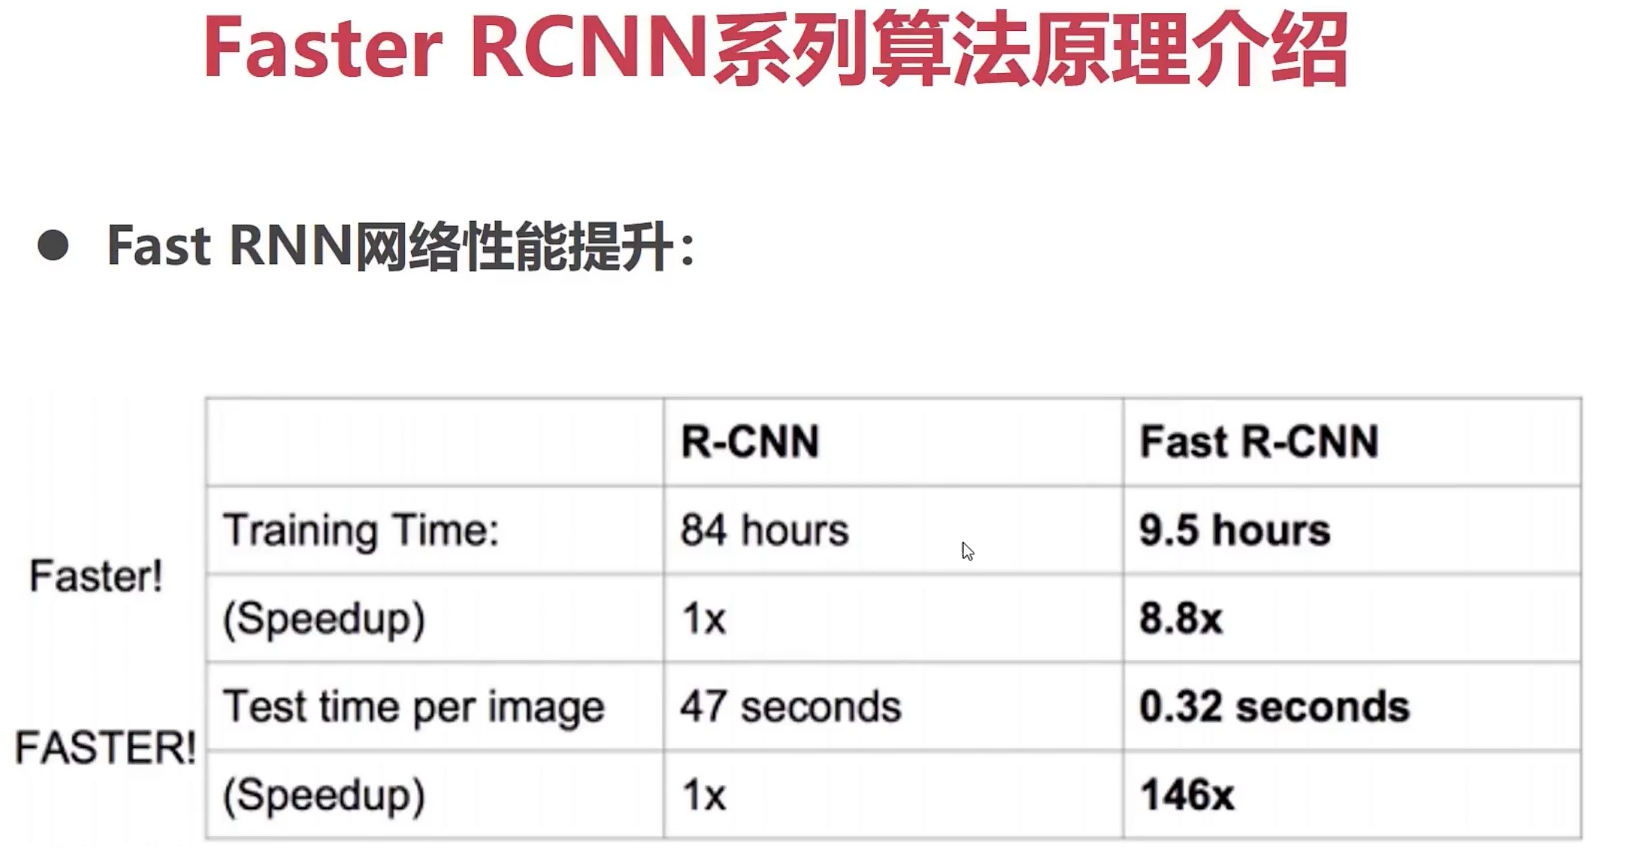 Faster RCNN系列算法原理介绍
● Fast RNN网络性能提升：
R-CNN Fast R-CNN
Training Time: 84 hours 9.5 hours
Faster!
(Speedup) 1x 8.8x
Test time per image 47 seconds 0.32 seconds
FASTER!
(Speedup) 1x 146x